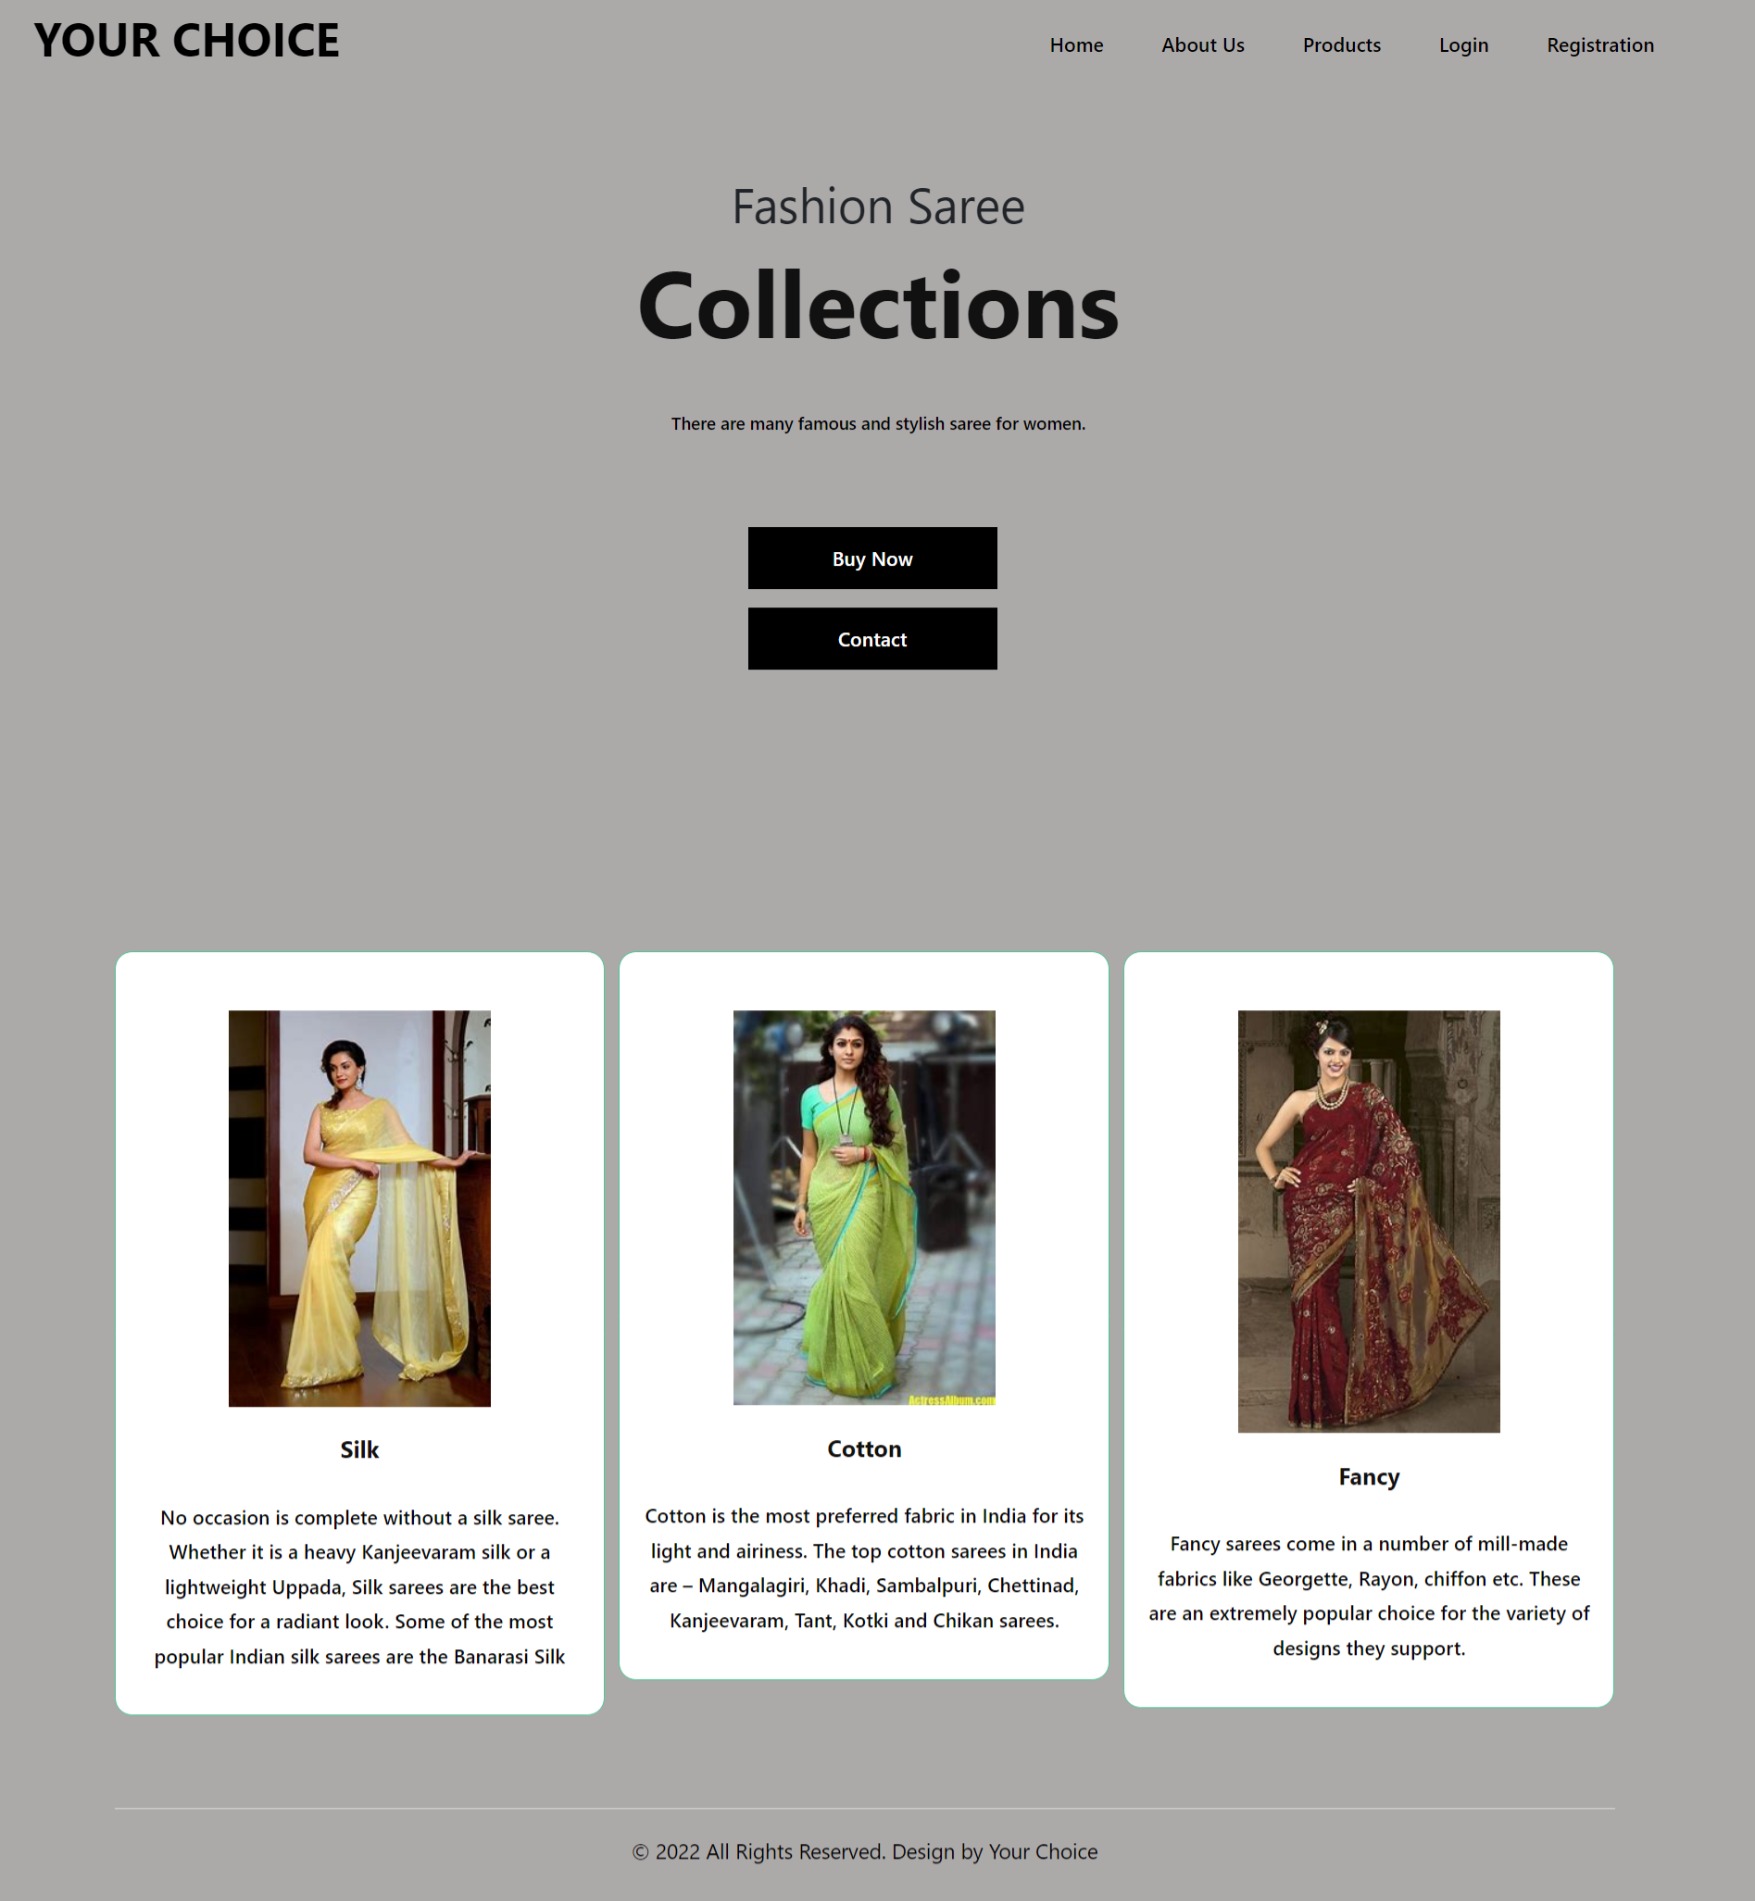 YOUR CHOICE
Home About Us Products Login Registration
Fashion Saree
Collections
There are many famous and stylish saree for women.
Buy Now
Contact
ActressAlbum.com
Silk
No occasion is complete without a silk saree.
Whether it is a heavy Kanjeevaram silk or a
lightweight Uppada, Silk sarees are the best
choice for a radiant look. Some of the most
popular Indian silk sarees are the Banarasi Silk
Cotton
Cotton is the most preferred fabric in India for its
light and airiness. The top cotton sarees in India
are – Mangalagiri, Khadi, Sambalpuri, Chettinad,
Kanjeevaram, Tant, Kotki and Chikan sarees.
Fancy
Fancy sarees come in a number of mill-made
fabrics like Georgette, Rayon, chiffon etc. These
are an extremely popular choice for the variety of
designs they support.
© 2022 All Rights Reserved. Design by Your Choice